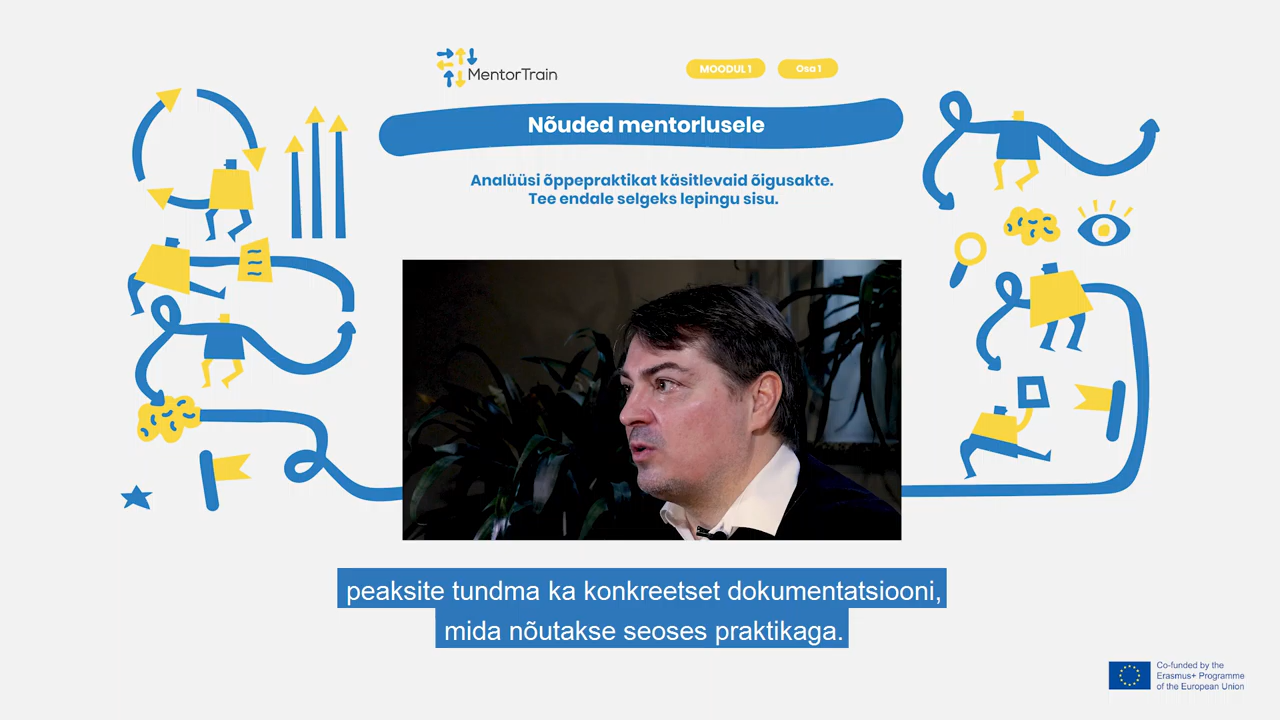 MentorTrain
MOODUL 1
Osa 1
Nõuded mentorlusele
Analüüsi õppepraktikat käsitlevaid õigusakte.
Tee endale selgeks lepingu sisu.
peaksite tundma ka konkreetset dokumentatsiooni,
mida nõutakse seoses praktikaga.
Co-funded by the
Erasmus+ Programme
of the European Union